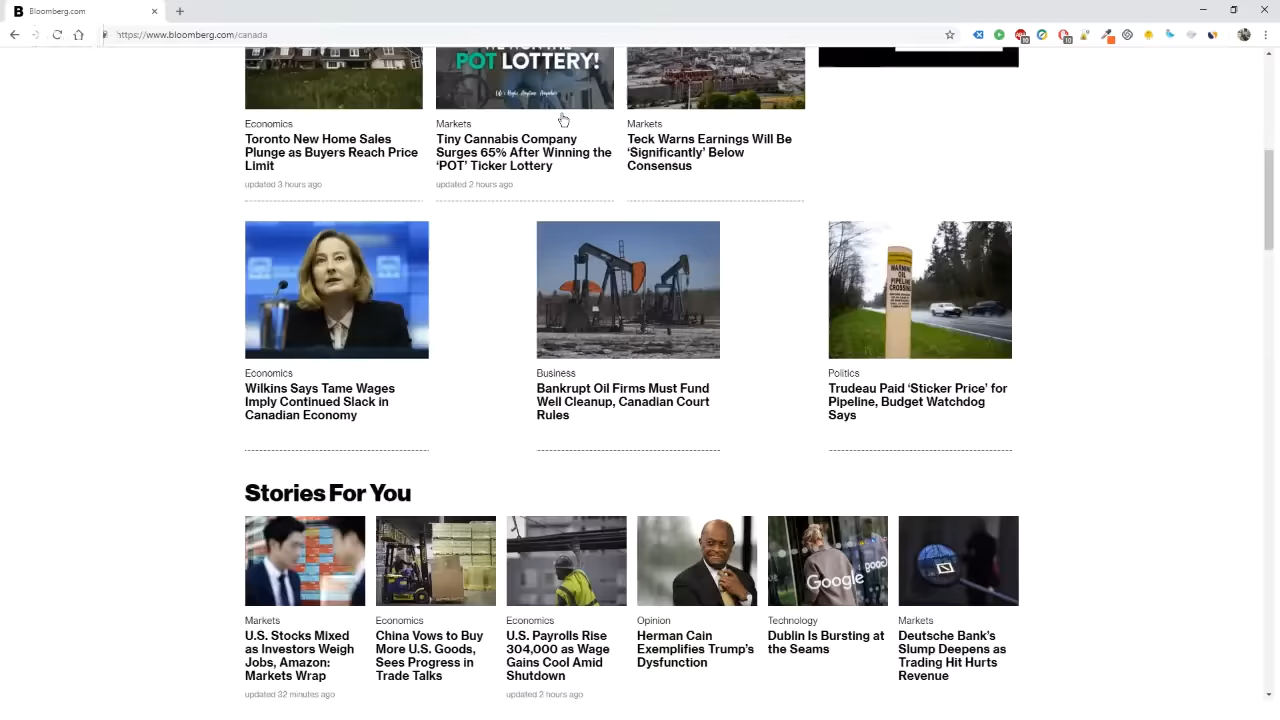 Bloomberg.com
https://www.bloomberg.com/canada
POT LOTTERY!
Economics
Toronto New Home Sales
Plunge as Buyers Reach Price
Limit
updated 3 hours ago
Markets
Tiny Cannabis Company
Surges 65% After Winning the
‘POT’ Ticker Lottery
updated 2 hours ago
Markets
Teck Warns Earnings Will Be
‘Significantly’ Below
Consensus
WARNING
OIL
PIPELINE
CROSSING
Economics
Wilkins Says Tame Wages
Imply Continued Slack in
Canadian Economy
Business
Bankrupt Oil Firms Must Fund
Well Cleanup, Canadian Court
Rules
Politics
Trudeau Paid ‘Sticker Price’ for
Pipeline, Budget Watchdog
Says
Stories For You
Google
Markets
U.S. Stocks Mixed
as Investors Weigh
Jobs, Amazon:
Markets Wrap
updated 32 minutes ago
Economics
China Vows to Buy
More U.S. Goods,
Sees Progress in
Trade Talks
Economics
U.S. Payrolls Rise
304,000 as Wage
Gains Cool Amid
Shutdown
updated 2 hours ago
Opinion
Herman Cain
Exemplifies Trump’s
Dysfunction
Technology
Dublin Is Bursting at
the Seams
Markets
Deutsche Bank’s
Slump Deepens as
Trading Hit Hurts
Revenue